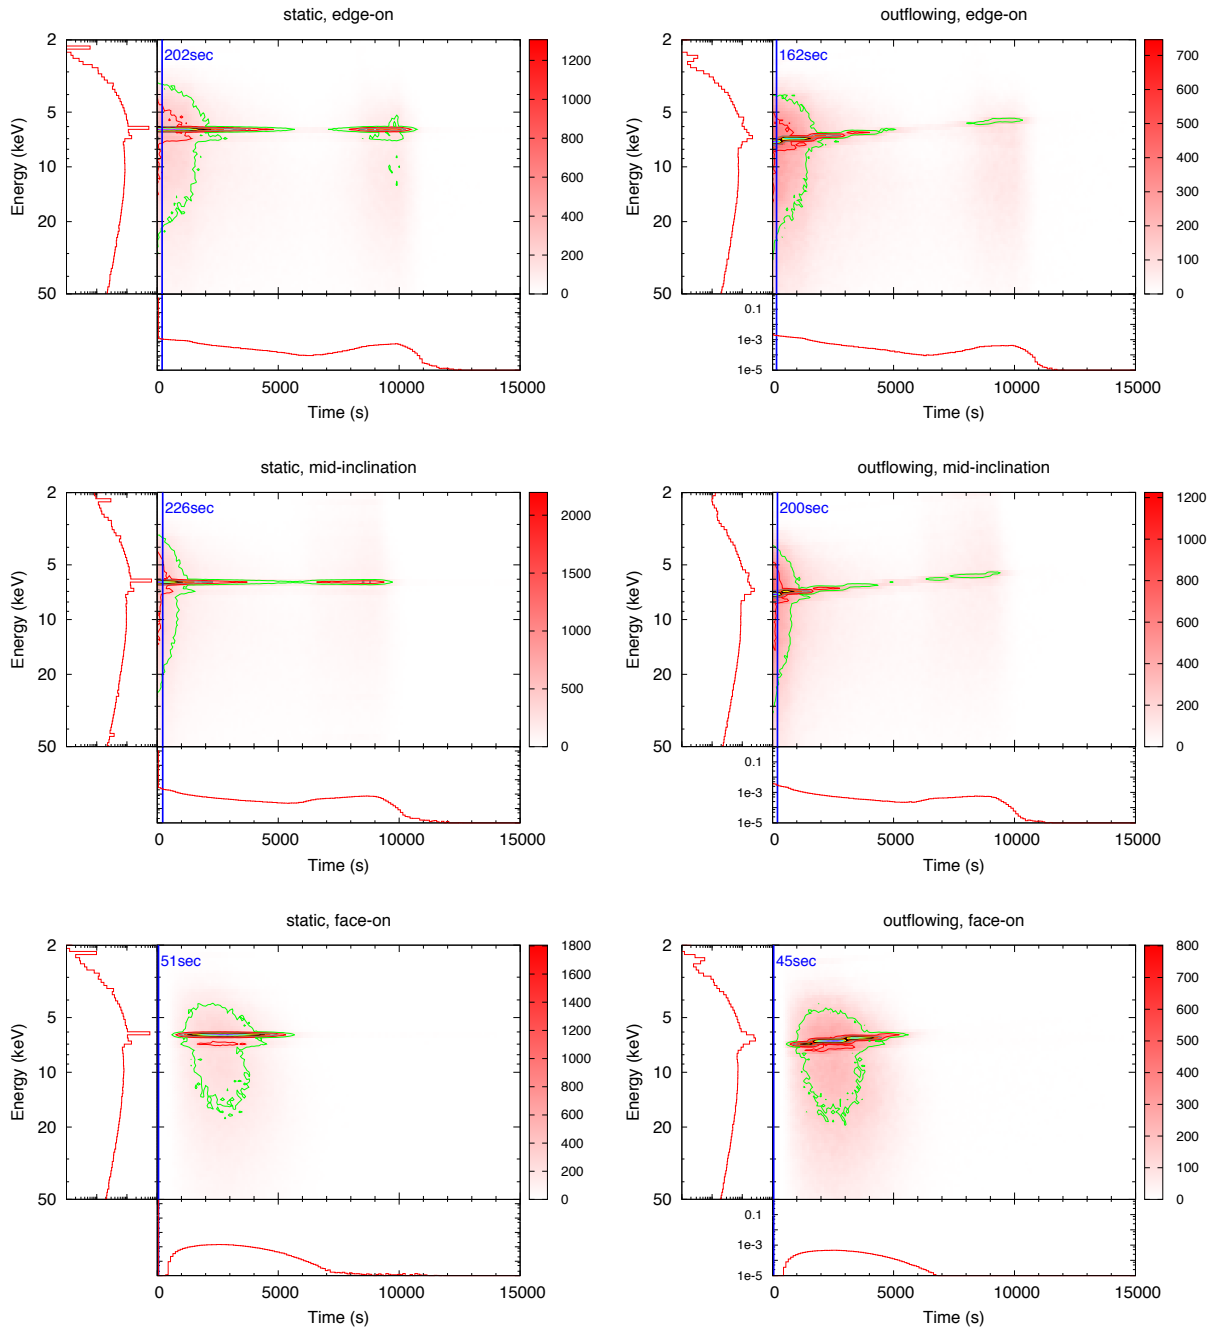 static, edge-on
2
5
10
20
50
Energy (keV)
202sec
1200
1000
800
600
400
200
0
0 5000 10000 15000
Time (s)
outflowing, edge-on
2
5
10
20
50
Energy (keV)
162sec
700
600
500
400
300
200
100
0
0.1
1e-3
1e-5
0 5000 10000 15000
Time (s)
static, mid-inclination
2
5
10
20
50
Energy (keV)
226sec
2000
1500
1000
500
0
0 5000 10000 15000
Time (s)
outflowing, mid-inclination
2
5
10
20
50
Energy (keV)
200sec
1200
1000
800
600
400
200
0
0.1
1e-3
1e-5
0 5000 10000 15000
Time (s)
static, face-on
2
5
10
20
50
Energy (keV)
51sec
1800
1600
1400
1200
1000
800
600
400
200
0
0 5000 10000 15000
Time (s)
outflowing, face-on
2
5
10
20
50
Energy (keV)
45sec
800
700
600
500
400
300
200
100
0
0.1
1e-3
1e-5
0 5000 10000 15000
Time (s)